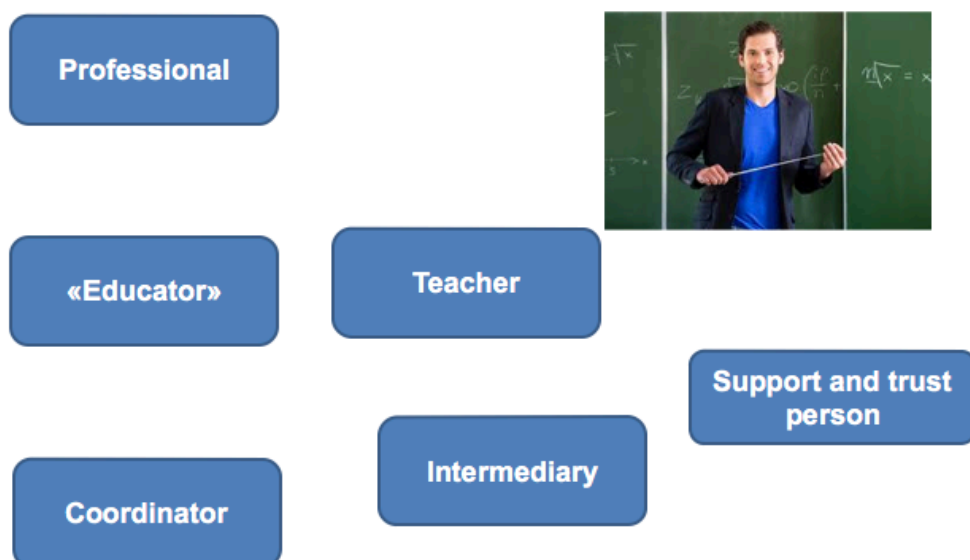 Professional
«Educator»
Teacher
Support and trust
person
Intermediary
Coordinator